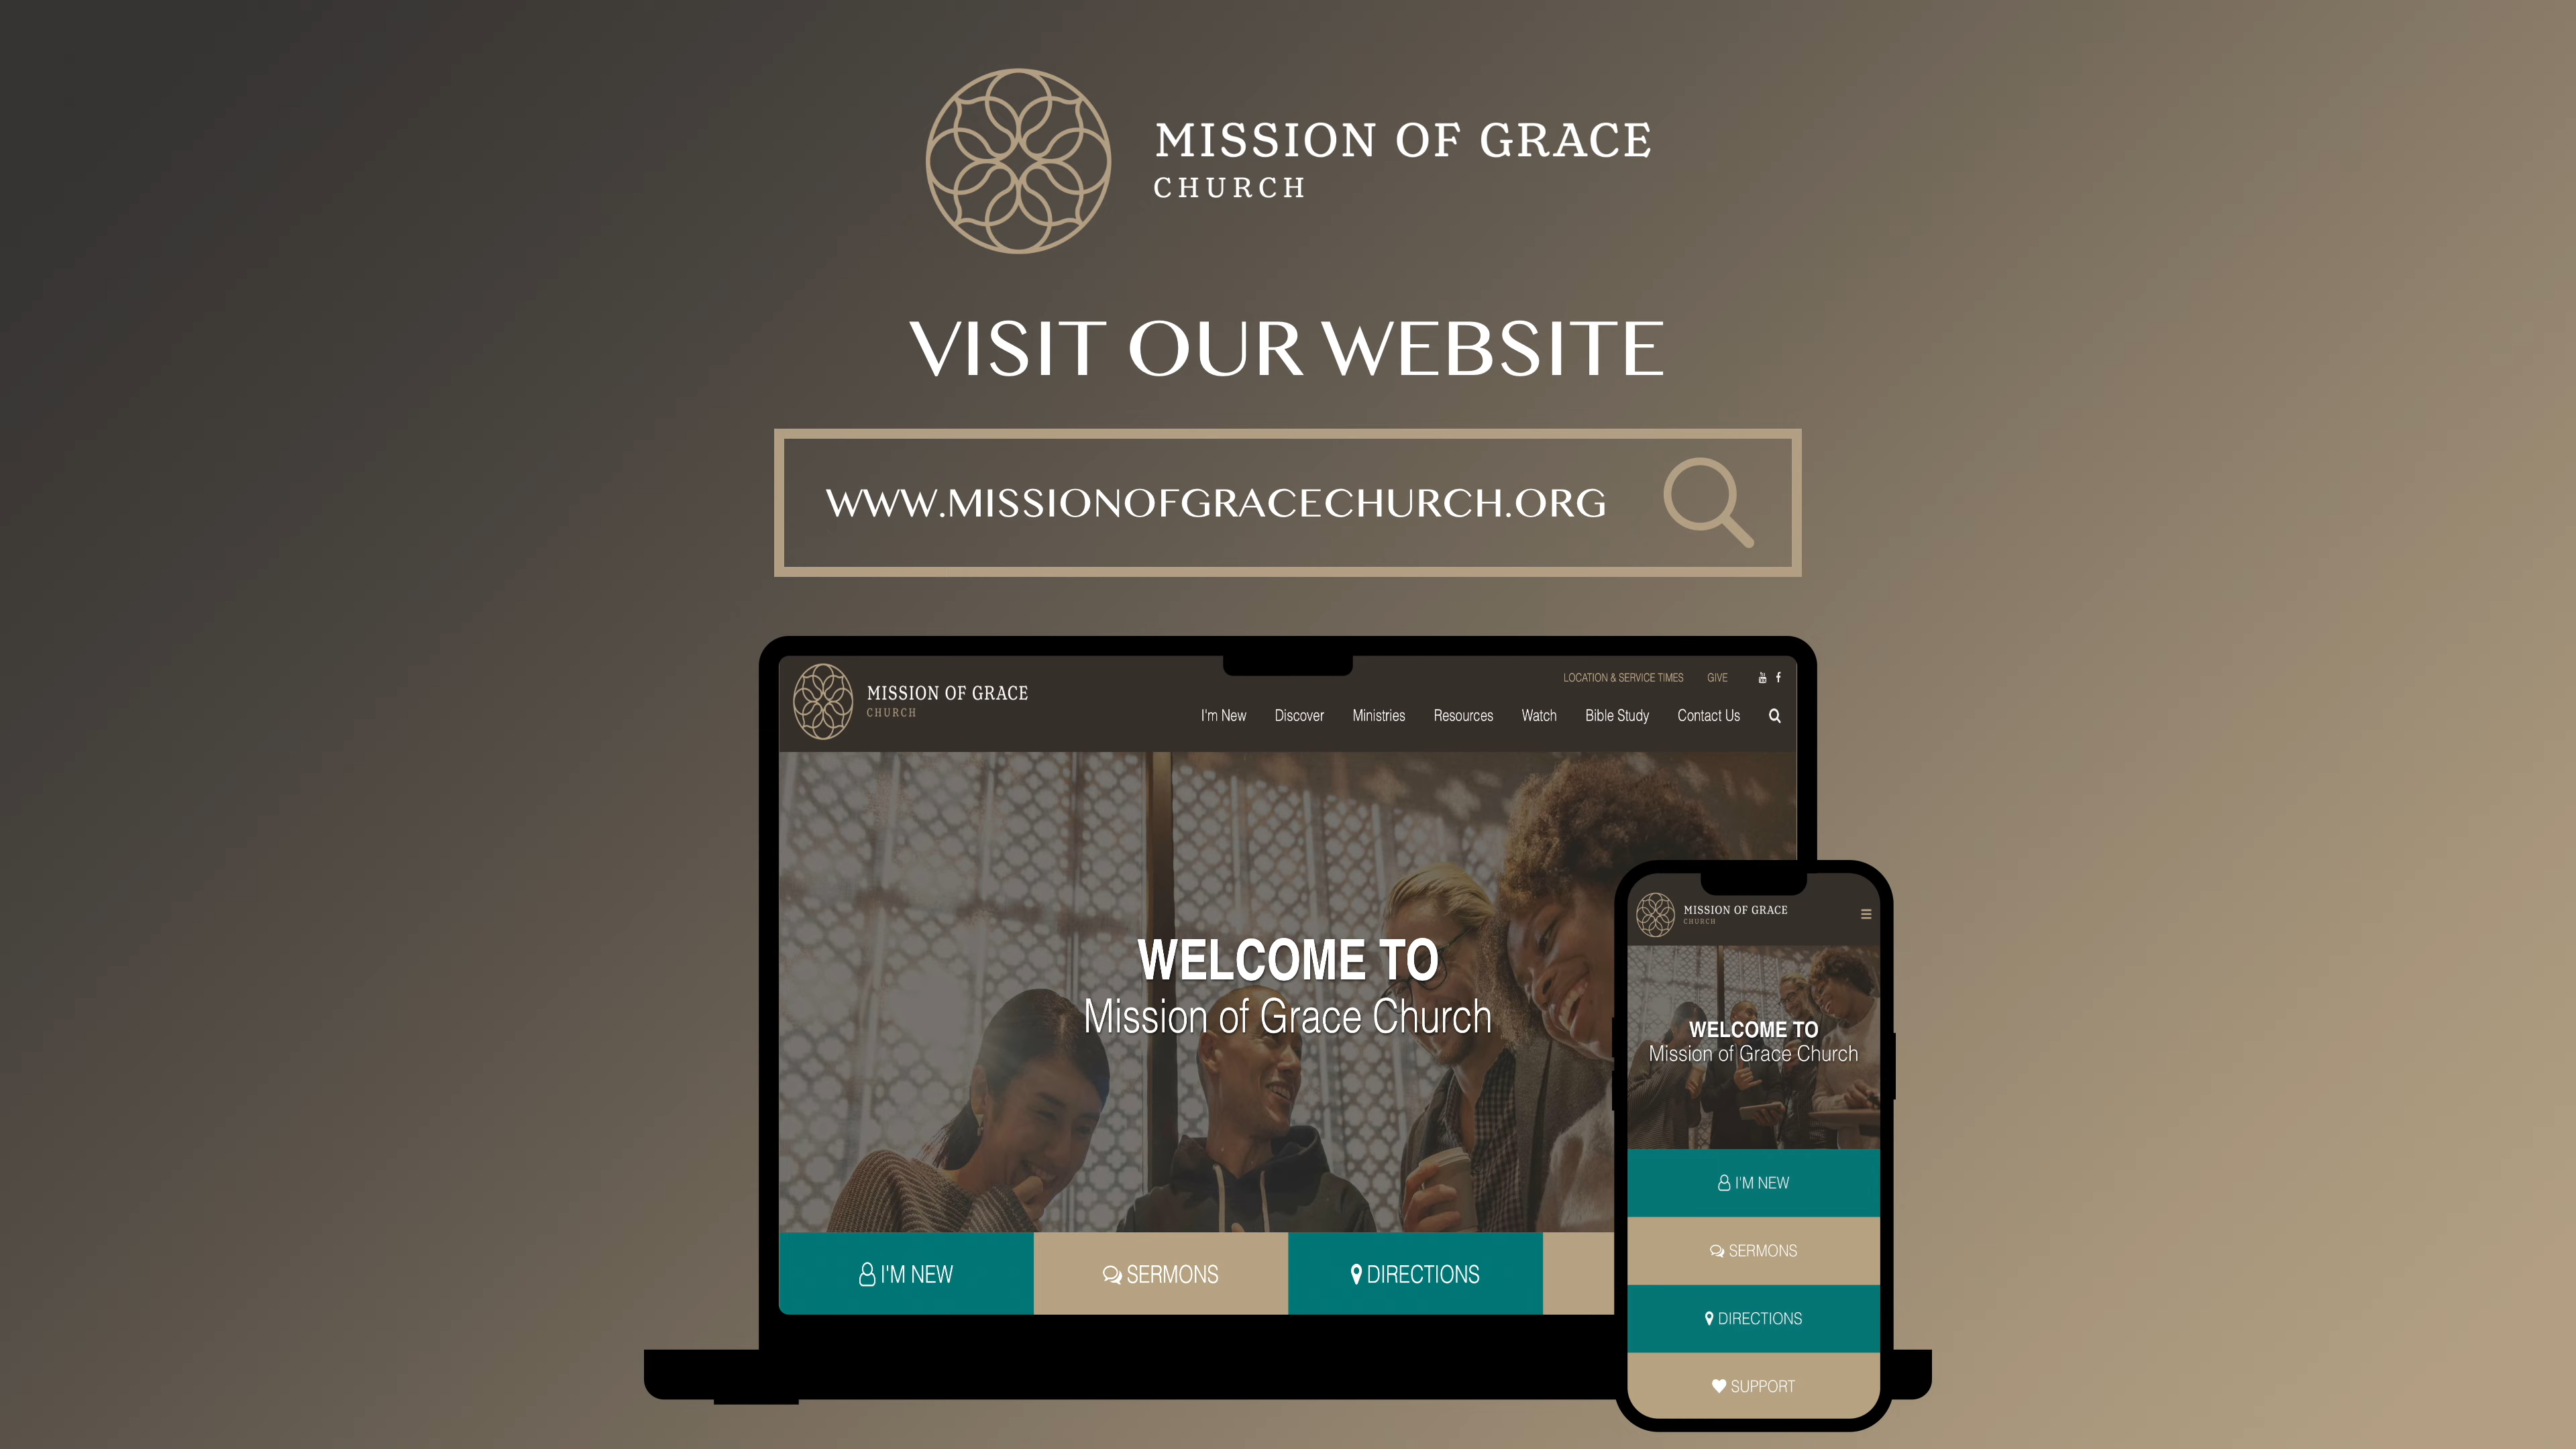 MISSION OF GRACE
CHURCH
VISIT OUR WEBSITE
WWW.MISSIONOFGRACECHURCH.ORG
MISSION OF GRACE
CHURCH
LOCATION & SERVICE TIMES GIVE
I'm New Discover Ministries Resources Watch Bible Study Contact Us
WELCOME TO
Mission of Grace Church
I'M NEW SERMONS DIRECTIONS
MISSION OF GRACE
CHURCH
WELCOME TO
Mission of Grace Church
I'M NEW
SERMONS
DIRECTIONS
SUPPORT